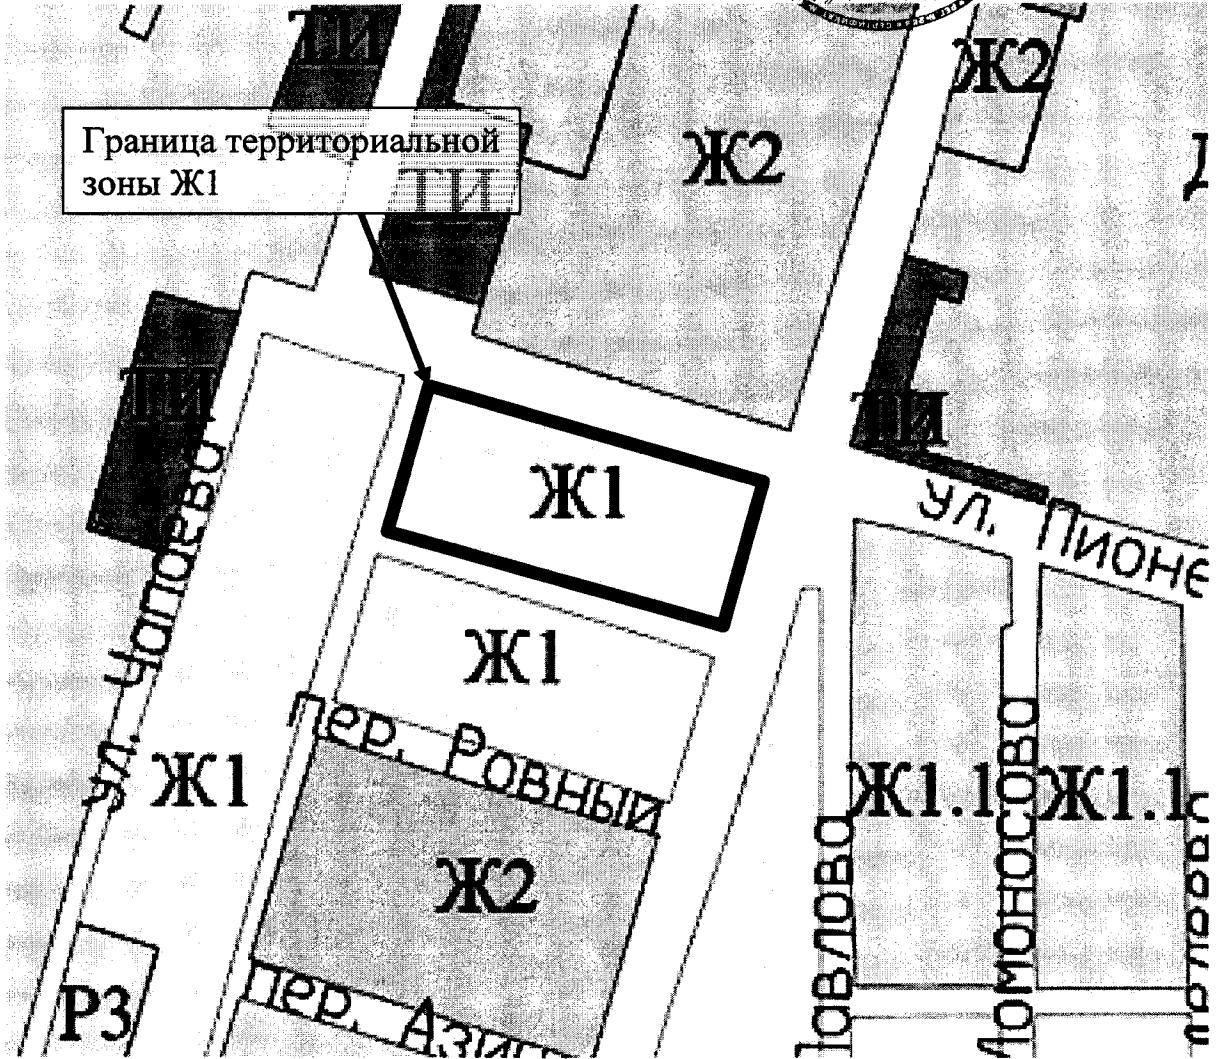 ТИ
Ж2
Граница территориальной
зоны Ж1
Ж2
ТИ
ТИ
ТИ
Ж1
ул. Пионе
ул. Чапаева
Ж1
пер. Ровный
Ж1
Ж1.1
Ж1.1
Ж2
Павлова
Ломоносова
Р3
пер. Ази